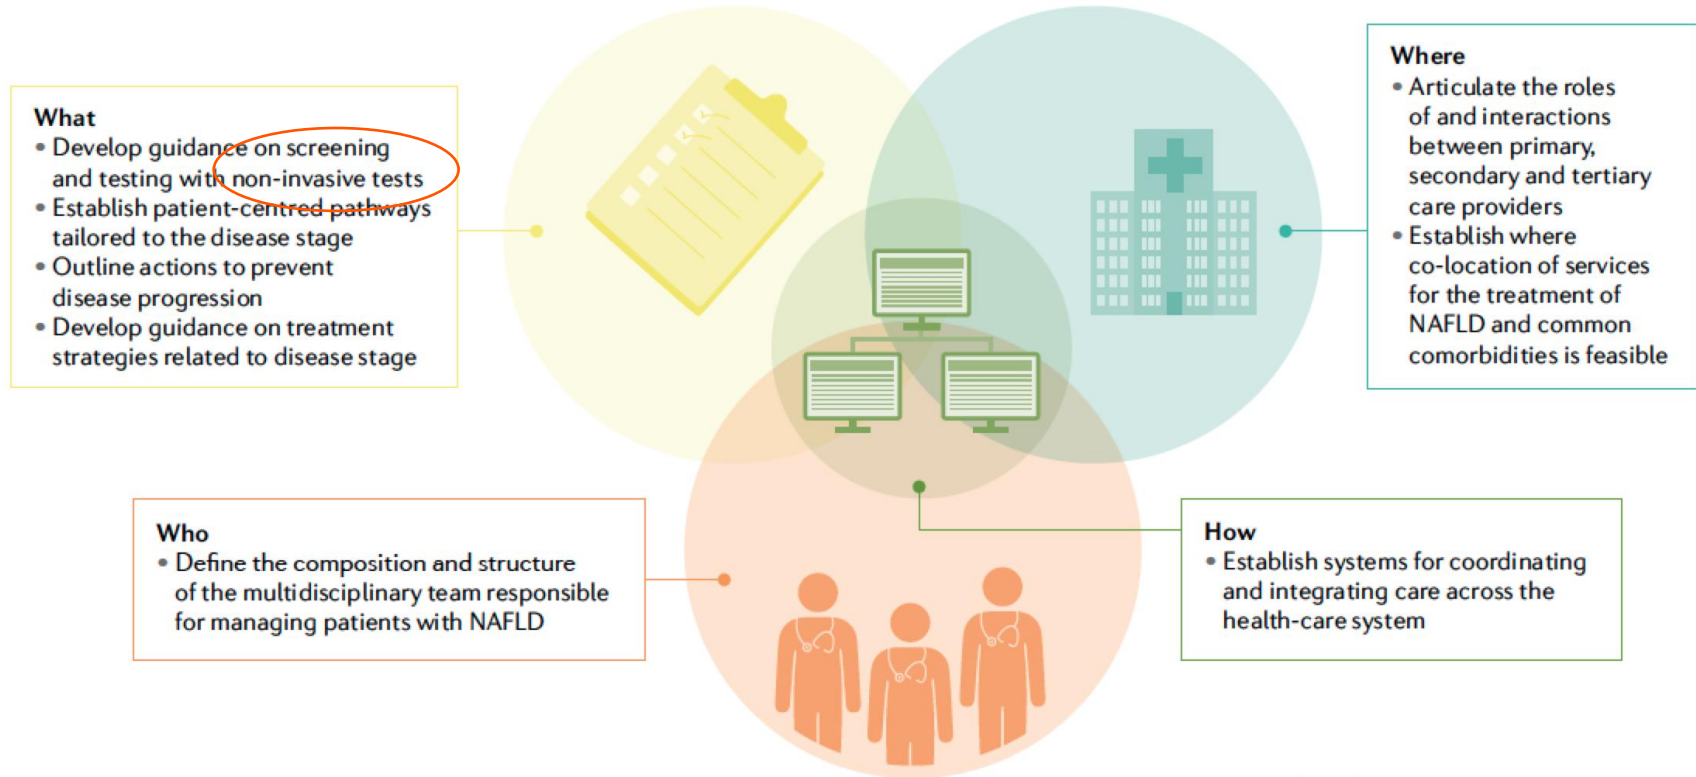 What
• Develop guidance on screening
and testing with non-invasive tests
• Establish patient-centred pathways
tailored to the disease stage
• Outline actions to prevent
disease progression
• Develop guidance on treatment
strategies related to disease stage
Where
• Articulate the roles
of and interactions
between primary,
secondary and tertiary
care providers
• Establish where
co-location of services
for the treatment of
NAFLD and common
comorbidities is feasible
Who
• Define the composition and structure
of the multidisciplinary team responsible
for managing patients with NAFLD
How
• Establish systems for coordinating
and integrating care across the
health-care system